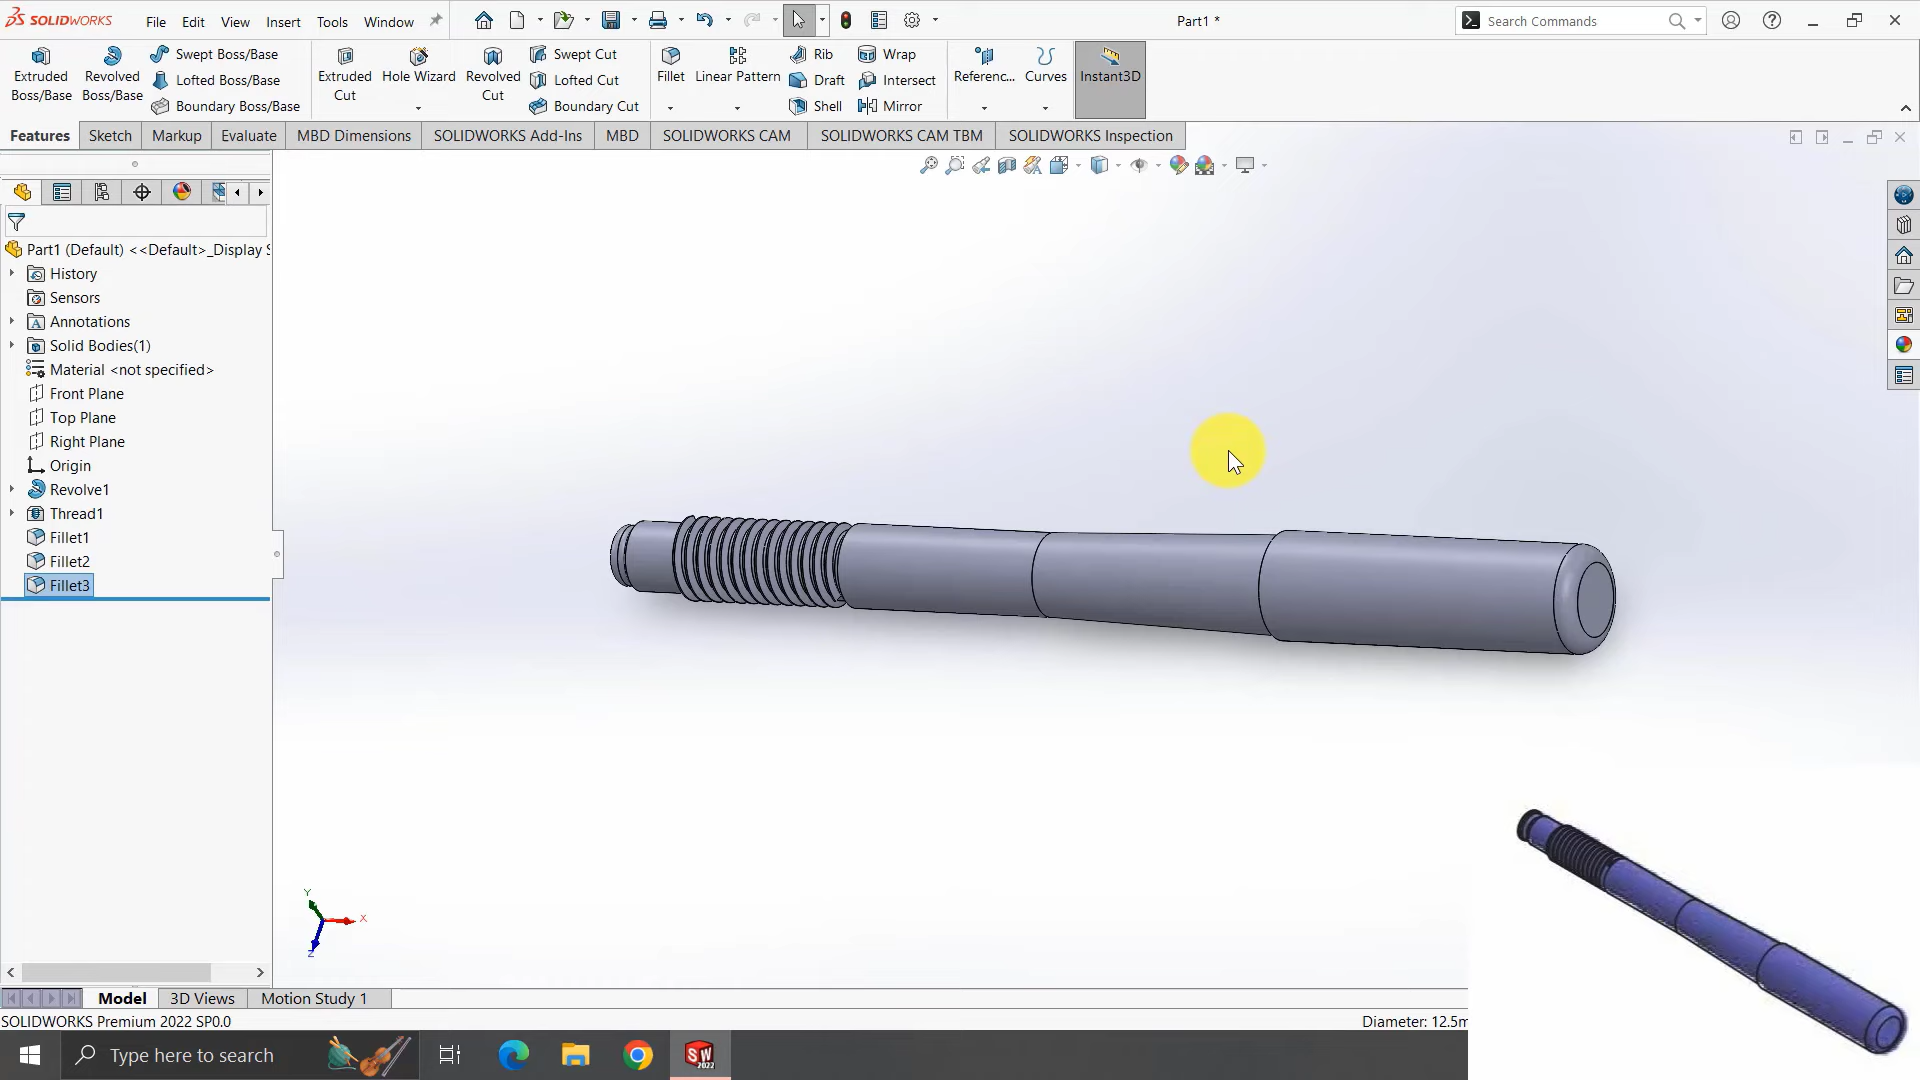 SOLIDWORKS File Edit View Insert Tools Window Part1 * Search Commands
Extruded Boss/Base
Revolved Boss/Base
Swept Boss/Base
Lofted Boss/Base
Boundary Boss/Base
Extruded Cut
Hole Wizard
Revolved Cut
Swept Cut
Lofted Cut
Boundary Cut
Fillet
Linear Pattern
Rib
Draft
Shell
Wrap
Intersect
Mirror
Referenc...
Curves
Instant3D
Features Sketch Markup Evaluate MBD Dimensions SOLIDWORKS Add-Ins MBD SOLIDWORKS CAM SOLIDWORKS CAM TBM SOLIDWORKS Inspection
Part1 (Default) <<Default>_Display S
History
Sensors
Annotations
Solid Bodies(1)
Material <not specified>
Front Plane
Top Plane
Right Plane
Origin
Revolve1
Thread1
Fillet1
Fillet2
Fillet3
Y
X
Z
Model 3D Views Motion Study 1
SOLIDWORKS Premium 2022 SP0.0 Diameter: 12.5m
Type here to search
SW
2022